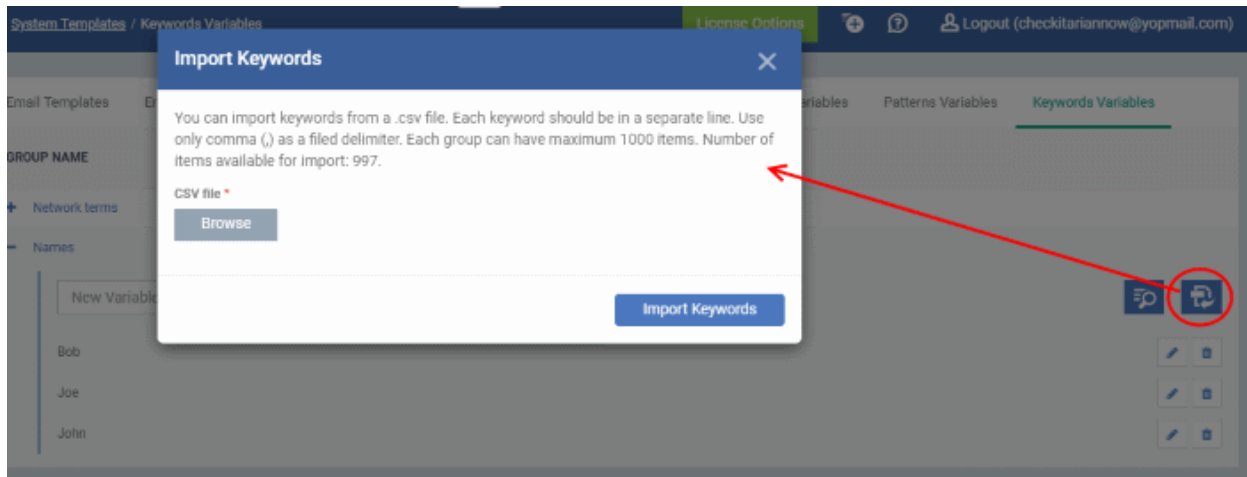 System Templates / Keywords Variables
License Options
Logout (checkitariannow@yopmail.com)
Import Keywords
Email Templates
Patterns Variables
Keywords Variables
You can import keywords from a .csv file. Each keyword should be in a separate line. Use
only comma (,) as a filed delimiter. Each group can have maximum 1000 items. Number of
items available for import: 997.
GROUP NAME
CSV file *
Browse
Network terms
Names
New Variable
Import Keywords
Bob
Joe
John